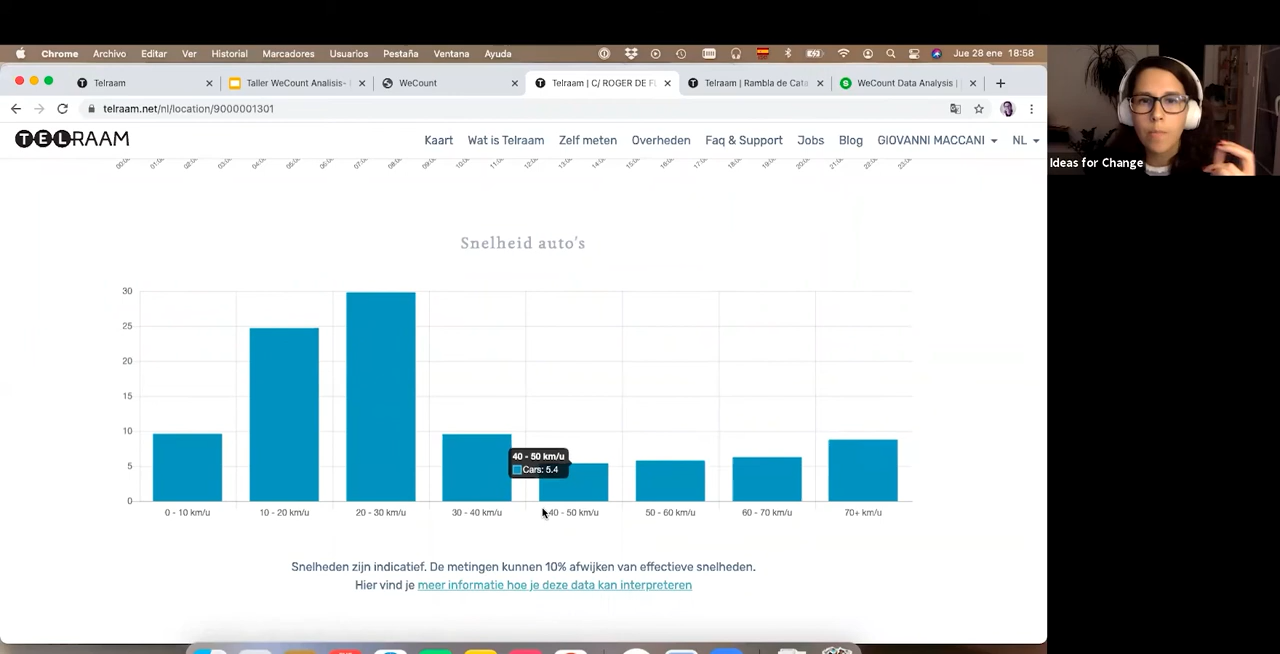 Chrome Archivo Editar Ver Historial Marcadores Usuarios Pestaña Ventana Ayuda Jue 28 ene 18:58
Telraam Taller WeCount Analisis- WeCount Telraam | C/ ROGER DE FL Telraam | Rambla de Cata WeCount Data Analysis |
telraam.net/nl/location/9000001301
TELRAAM Kaart Wat is Telraam Zelf meten Overheden Faq & Support Jobs Blog GIOVANNI MACCANI NL
Ideas for Change
Snelheid auto's
30
25
20
15
10
5
0
40 - 50 km/u
Cars: 5.4
0 - 10 km/u 10 - 20 km/u 20 - 30 km/u 30 - 40 km/u 40 - 50 km/u 50 - 60 km/u 60 - 70 km/u 70+ km/u
Snelheden zijn indicatief. De metingen kunnen 10% afwijken van effectieve snelheden.
Hier vind je meer informatie hoe je deze data kan interpreteren